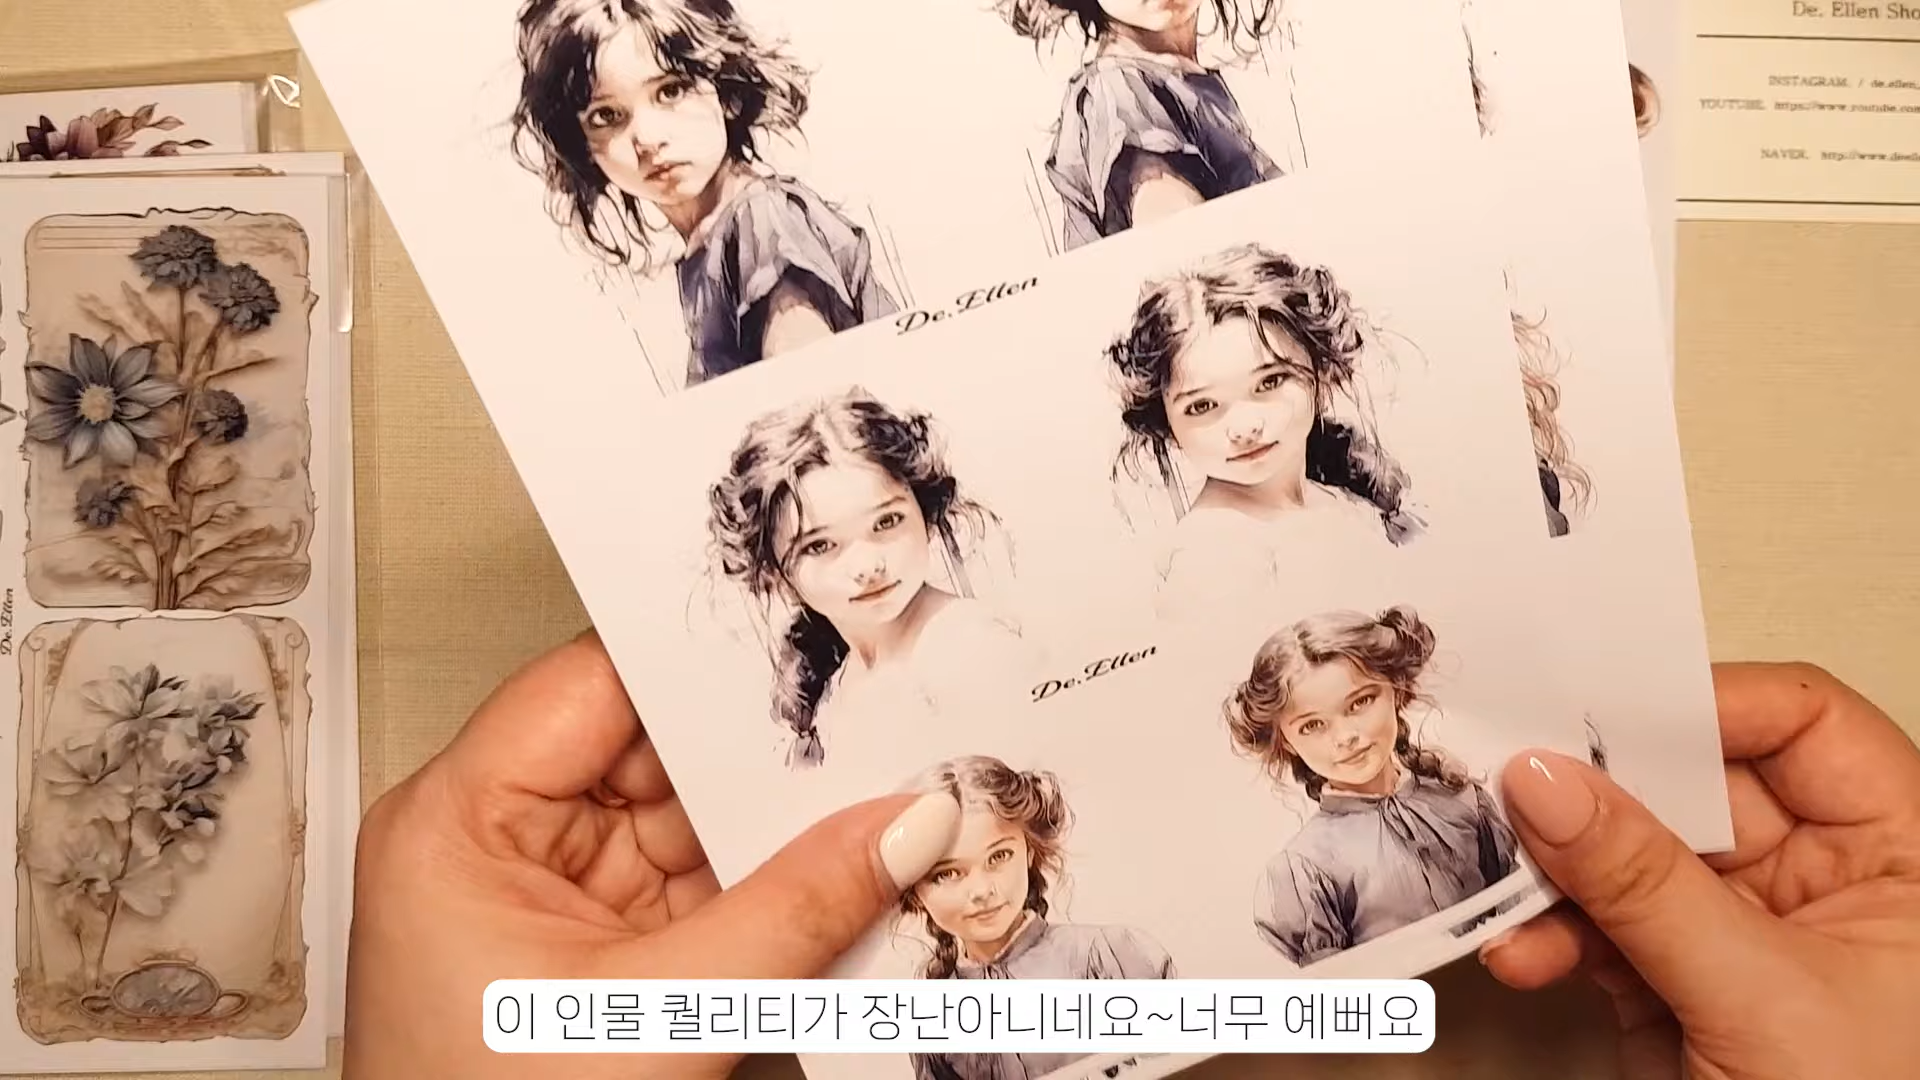 De. Ellen Sho
INSTAGRAM. / de.ellen.
YOUTUBE. https://www.youtube.com
NAVER. http://www.
De.Ellen
De.Ellen
De.Ellen
이 인물 퀄리티가 장난아니네요~너무 예뻐요